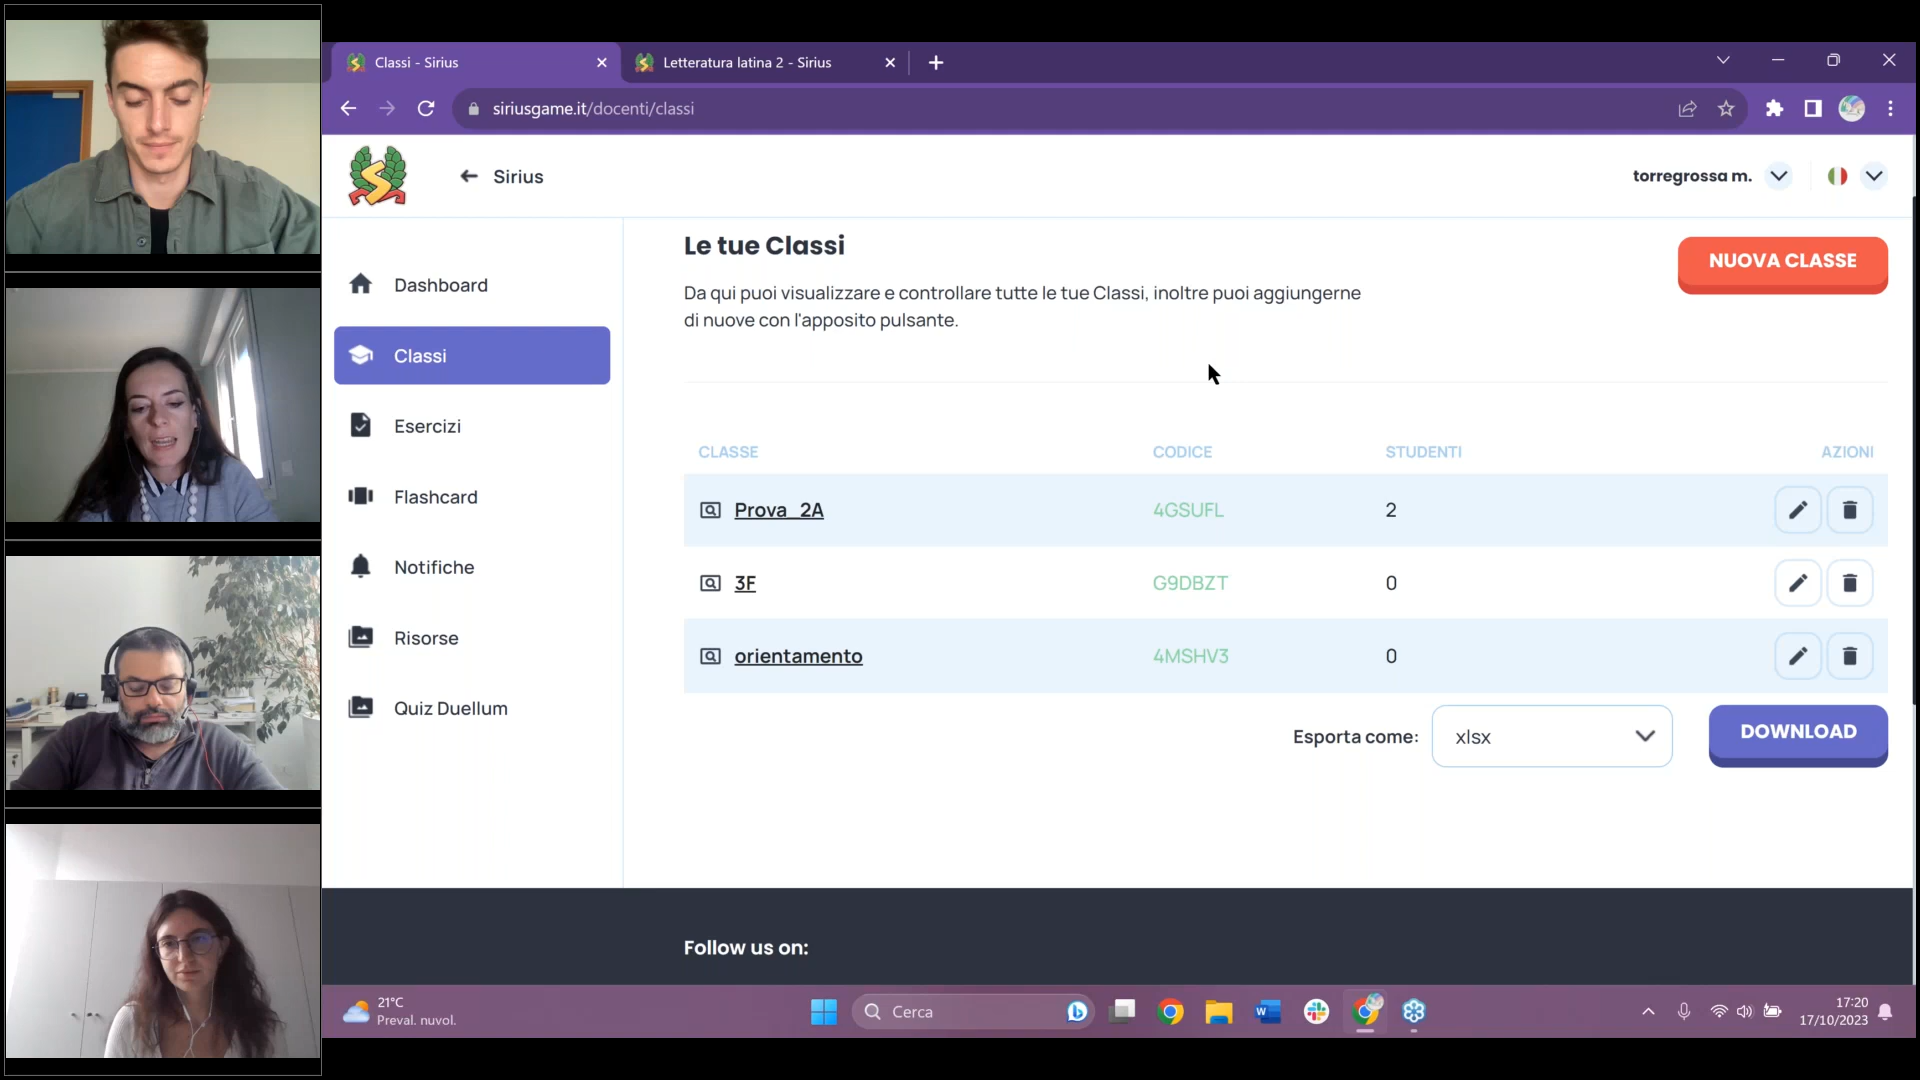 Classi - Sirius
Letteratura latina 2 - Sirius
siriusgame.it/docenti/classi
Sirius
torregrossa m.
Dashboard
Classi
Esercizi
Flashcard
Notifiche
Risorse
Quiz Duellum
Le tue Classi
NUOVA CLASSE
Da qui puoi visualizzare e controllare tutte le tue Classi, inoltre puoi aggiungerne
di nuove con l'apposito pulsante.
CLASSE CODICE STUDENTI AZIONI
Prova_2A 4GSUFL 2
3F G9DBZT 0
orientamento 4MSHV3 0
Esporta come: xlsx DOWNLOAD
Follow us on:
21°C
Preval. nuvol.
Cerca
17:20
17/10/2023